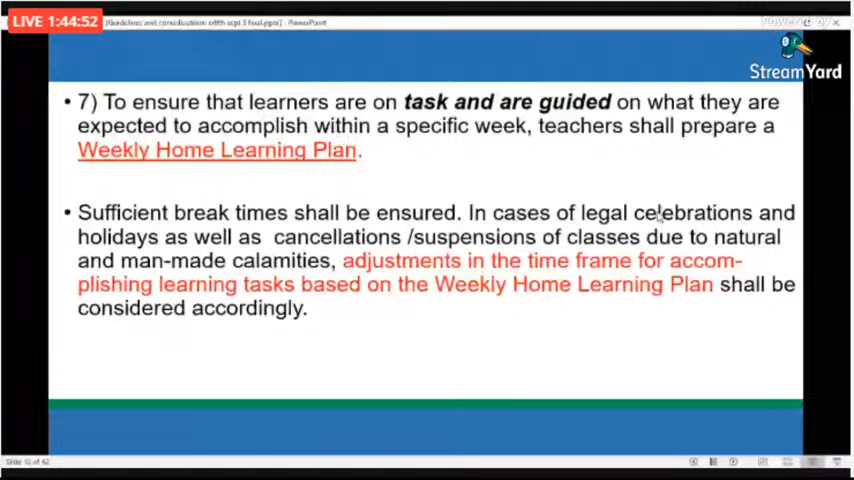 LIVE 1:44:52
Powered by
StreamYard
• 7) To ensure that learners are on task and are guided on what they are
expected to accomplish within a specific week, teachers shall prepare a
Weekly Home Learning Plan.
• Sufficient break times shall be ensured. In cases of legal celebrations and
holidays as well as cancellations /suspensions of classes due to natural
and man-made calamities, adjustments in the time frame for accom-
plishing learning tasks based on the Weekly Home Learning Plan shall be
considered accordingly.